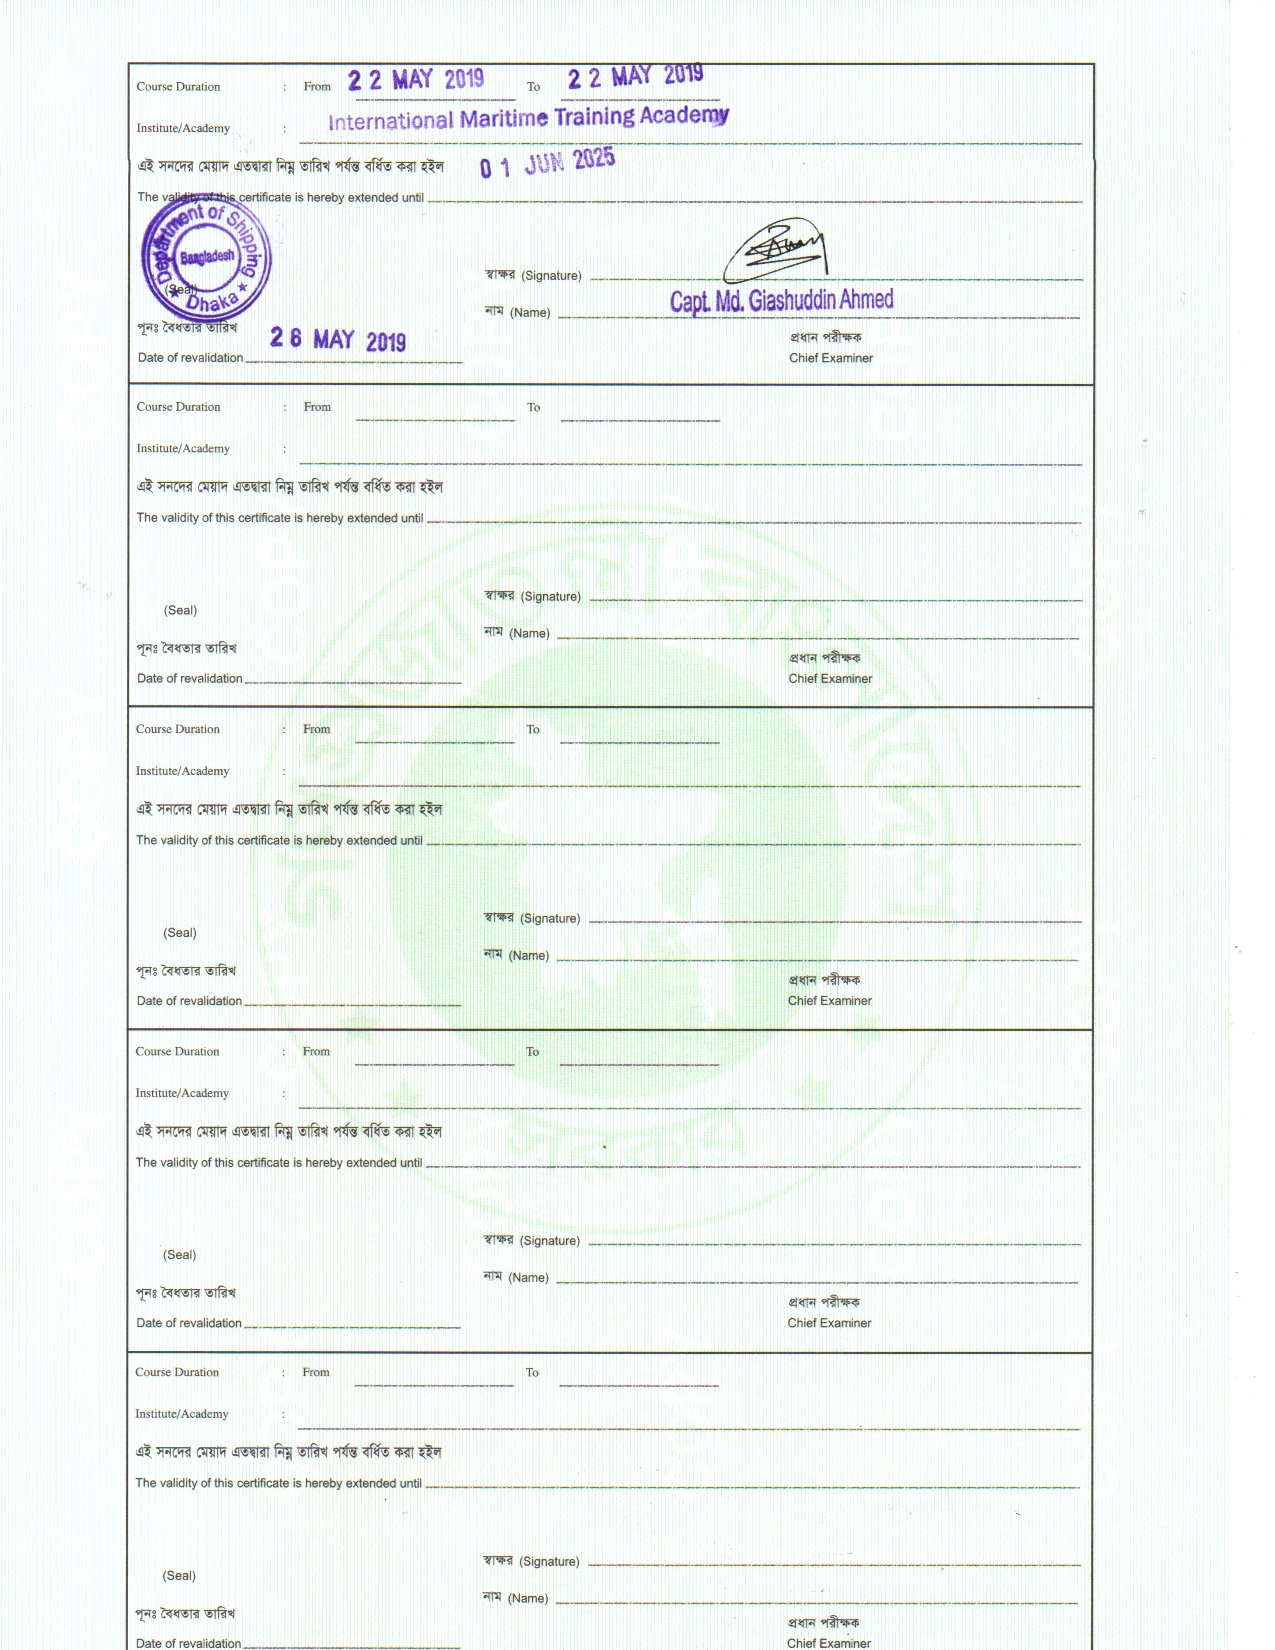 Course Duration : From 22 MAY 2019 To 22 MAY 2019
Institute/Academy : International Maritime Training Academy
এই সনদের মেয়াদ এতদ্বারা নিম্ন তারিখ পর্যন্ত বর্ধিত করা হইল 01 JUN 2025
The validity of this certificate is hereby extended until
Department of Shipping
Bangladesh
Dhaka
(Seal)
স্বাক্ষর (Signature)
নাম (Name) Capt. Md. Giashuddin Ahmed
পূনঃ বৈধতার তারিখ
প্রধান পরীক্ষক
Date of revalidation 26 MAY 2019
Chief Examiner
Course Duration : From To
Institute/Academy :
এই সনদের মেয়াদ এতদ্বারা নিম্ন তারিখ পর্যন্ত বর্ধিত করা হইল
The validity of this certificate is hereby extended until
স্বাক্ষর (Signature)
(Seal)
নাম (Name)
পূনঃ বৈধতার তারিখ
প্রধান পরীক্ষক
Date of revalidation
Chief Examiner
Course Duration : From To
Institute/Academy :
এই সনদের মেয়াদ এতদ্বারা নিম্ন তারিখ পর্যন্ত বর্ধিত করা হইল
The validity of this certificate is hereby extended until
স্বাক্ষর (Signature)
(Seal)
নাম (Name)
পূনঃ বৈধতার তারিখ
প্রধান পরীক্ষক
Date of revalidation
Chief Examiner
Course Duration : From To
Institute/Academy :
এই সনদের মেয়াদ এতদ্বারা নিম্ন তারিখ পর্যন্ত বর্ধিত করা হইল
The validity of this certificate is hereby extended until
স্বাক্ষর (Signature)
(Seal)
নাম (Name)
পূনঃ বৈধতার তারিখ
প্রধান পরীক্ষক
Date of revalidation
Chief Examiner
Course Duration : From To
Institute/Academy :
এই সনদের মেয়াদ এতদ্বারা নিম্ন তারিখ পর্যন্ত বর্ধিত করা হইল
The validity of this certificate is hereby extended until
স্বাক্ষর (Signature)
(Seal)
নাম (Name)
পূনঃ বৈধতার তারিখ
প্রধান পরীক্ষক
Date of revalidation
Chief Examiner
গণপ্রজাতন্ত্রী বাংলাদেশ
সরকার